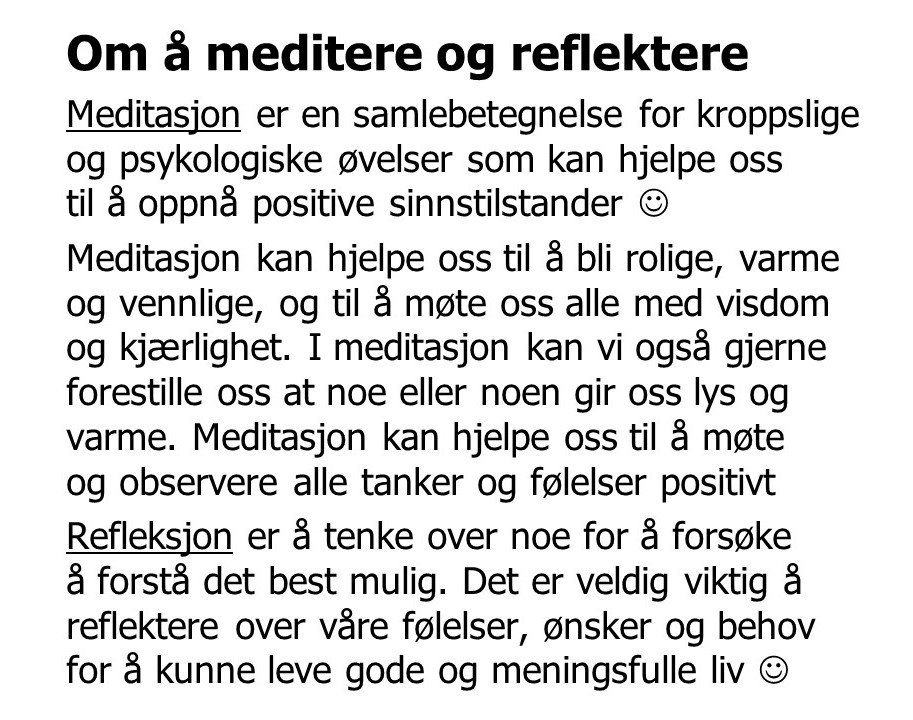 Om å meditere og reflektere
Meditasjon er en samlebetegnelse for kroppslige
og psykologiske øvelser som kan hjelpe oss
til å oppnå positive sinnstilstander ☺
Meditasjon kan hjelpe oss til å bli rolige, varme
og vennlige, og til å møte oss alle med visdom
og kjærlighet. I meditasjon kan vi også gjerne
forestille oss at noe eller noen gir oss lys og
varme. Meditasjon kan hjelpe oss til å møte
og observere alle tanker og følelser positivt
Refleksjon er å tenke over noe for å forsøke
å forstå det best mulig. Det er veldig viktig å
reflektere over våre følelser, ønsker og behov
for å kunne leve gode og meningsfulle liv ☺